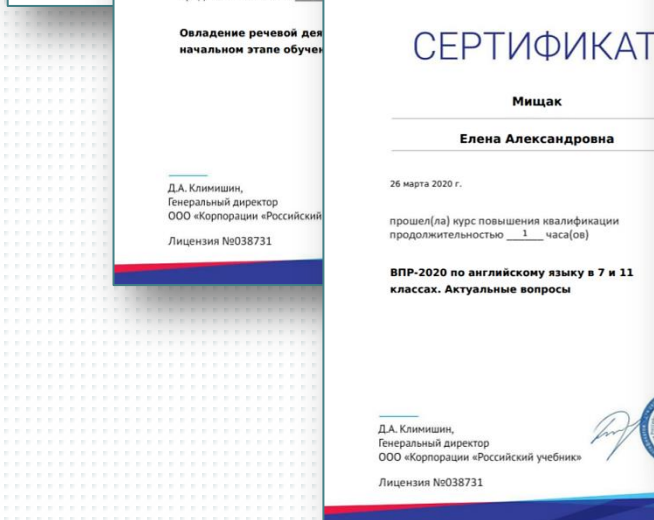 Овладение речевой
начальном этапе
Д.А. Климишин,
Генеральный директор
ООО «Корпорации «Российский
Лицензия №038731
СЕРТИФИКАТ
Мищак
Елена Александровна
26 марта 2020 г.
прошел(ла) курс повышения квалификации
продолжительностью 1 часа(ов)
ВПР-2020 по английскому языку в 7 и 11
классах. Актуальные вопросы
Д.А. Климишин,
Генеральный директор
ООО «Корпорации «Российский учебник»
Лицензия №038731